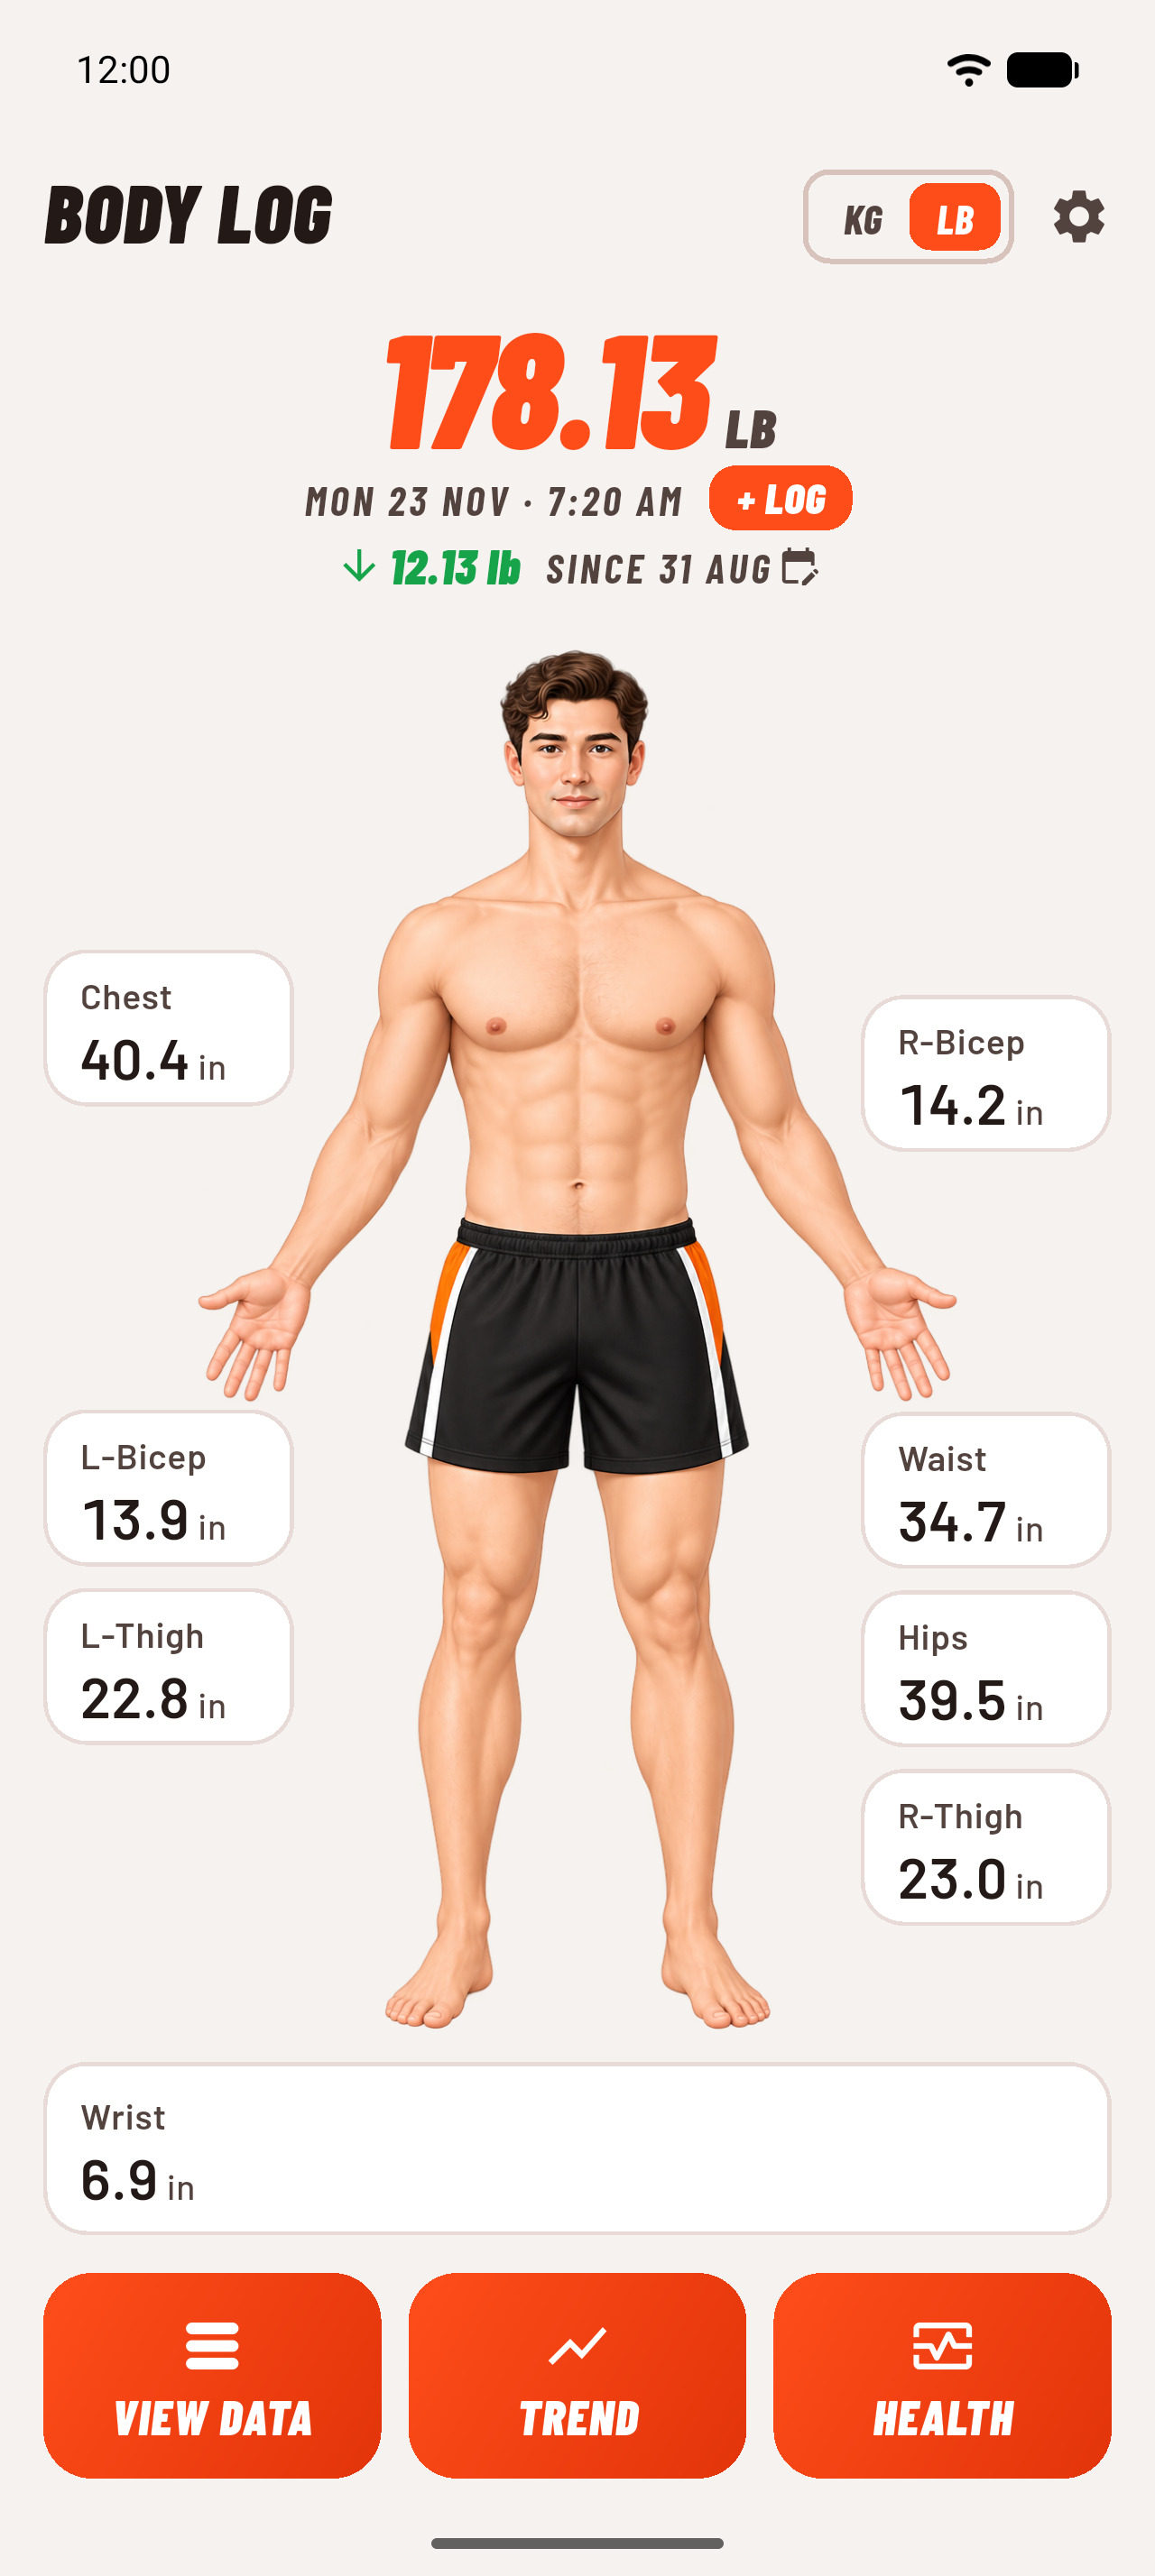 12:00
BODY LOG
KG LB
178.13 LB
MON 23 NOV · 7:20 AM + LOG
↓ 12.13 lb SINCE 31 AUG
Chest
40.4 in
R-Bicep
14.2 in
L-Bicep
13.9 in
Waist
34.7 in
L-Thigh
22.8 in
Hips
39.5 in
R-Thigh
23.0 in
Wrist
6.9 in
VIEW DATA
TREND
HEALTH